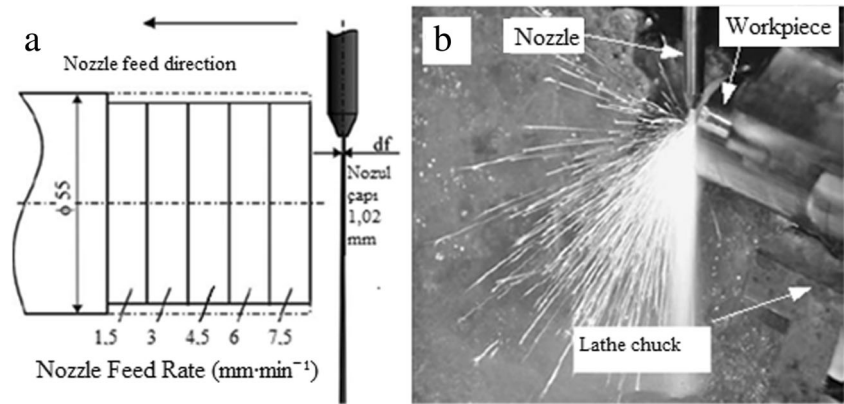 a
Nozzle feed direction
df
Nozul
çapı
1,02
mm
ϕ 55
1.5 3 4.5 6 7.5
Nozzle Feed Rate (mm·min⁻¹)
b
Nozzle
Workpiece
Lathe chuck